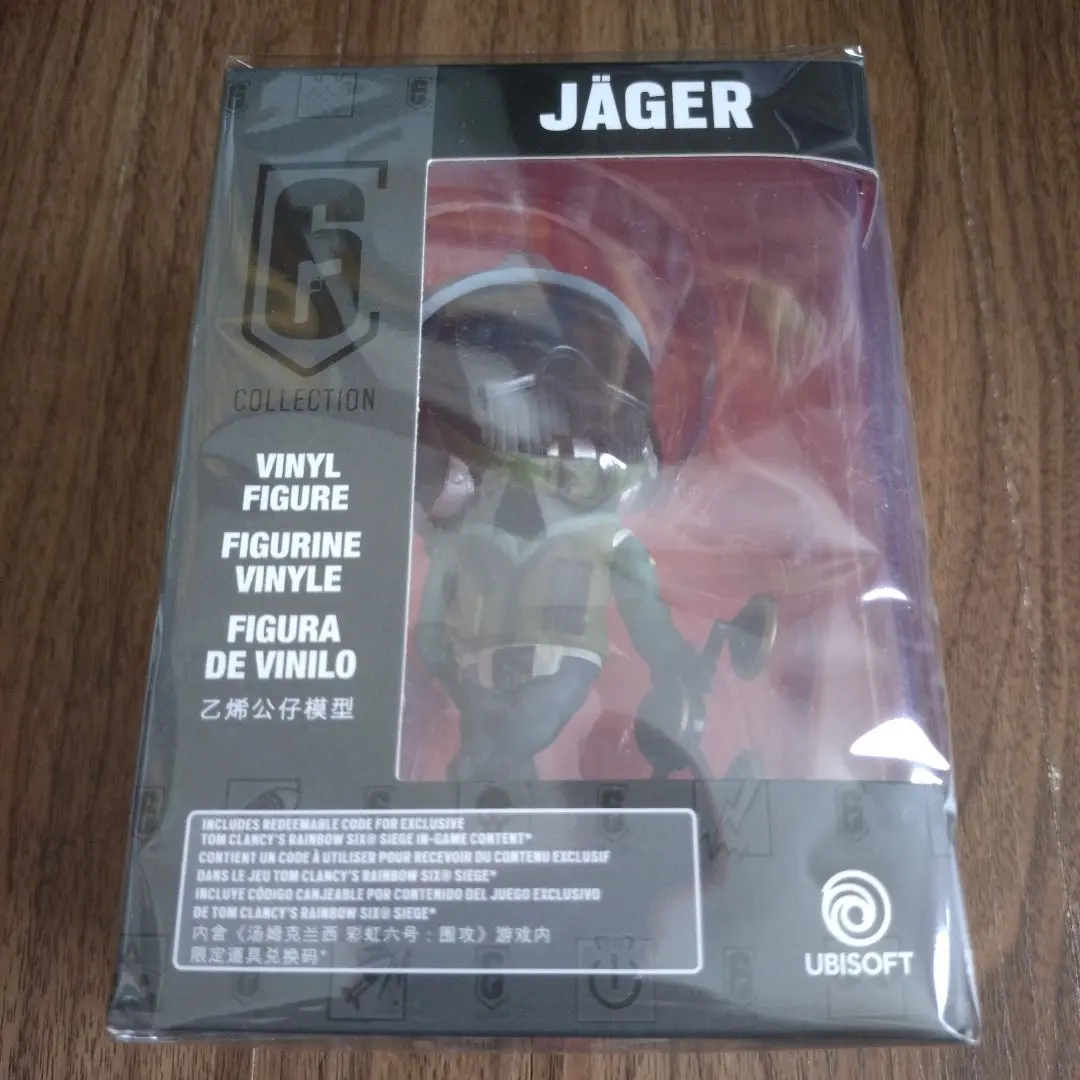 JÄGER
6
COLLECTION
VINYL
FIGURE
FIGURINE
VINYLE
FIGURA
DE VINILO
乙烯公仔模型
INCLUDES REDEEMABLE CODE FOR EXCLUSIVE
TOM CLANCY'S RAINBOW SIX® SIEGE IN-GAME CONTENT*
CONTIENT UN CODE À UTILISER POUR RECEVOIR DU CONTENU EXCLUSIF
DANS LE JEU TOM CLANCY'S RAINBOW SIX® SIEGE*
INCLUYE CÓDIGO CANJEABLE POR CONTENIDO DEL JUEGO EXCLUSIVO
DE TOM CLANCY'S RAINBOW SIX® SIEGE*
内含《汤姆克兰西 彩虹六号：围攻》游戏内
限定道具兑换码*
UBISOFT